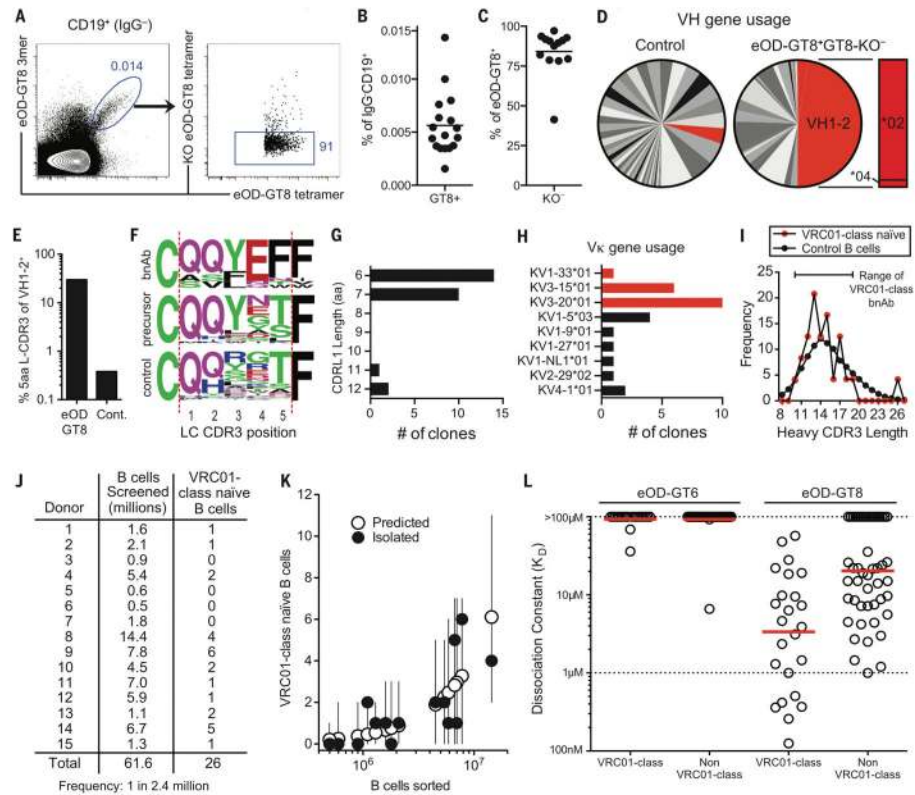 A
CD19⁺ (IgG⁻)
eOD-GT8 3mer
0.014
KO eOD-GT8 tetramer
91
eOD-GT8 tetramer
B
% of IgG⁻CD19⁺
0.015
0.010
0.005
0.000
GT8+
C
% of eOD-GT8⁺
100
75
50
25
0
KO⁻
D
VH gene usage
Control
eOD-GT8⁺GT8-KO⁻
VH1-2
*02
*04
E
% 5aa L-CDR3 of VH1-2⁺
100
10
1
0.1
eOD GT8
Cont.
F
bnAb
CQQYEFF
precursor
control
1 2 3 4 5
LC CDR3 position
G
CDRL1 Length (aa)
6
7
8
9
10
11
12
0 5 10 15
# of clones
H
Vκ gene usage
KV1-33*01
KV3-15*01
KV3-20*01
KV1-5*03
KV1-9*01
KV1-27*01
KV1-NL1*01
KV2-29*02
KV4-1*01
0 2 4 6 8 10
# of clones
I
VRC01-class naïve
Control B cells
Range of VRC01-class bnAb
Frequency
25
20
15
10
5
0
8 11 14 17 20 23 26
Heavy CDR3 Length
J
Donor | B cells Screened (millions) | VRC01-class naïve B cells
1 1.6 1
2 2.1 1
3 0.9 0
4 5.4 2
5 0.6 0
6 0.5 0
7 1.8 0
8 14.4 4
9 7.8 6
10 4.5 2
11 7.0 1
12 5.9 1
13 1.1 2
14 6.7 5
15 1.3 1
Total 61.6 26
Frequency: 1 in 2.4 million
K
Predicted
Isolated
VRC01-class naïve B cells
12
10
8
6
4
2
0
10⁶ 10⁷
B cells sorted
L
eOD-GT6 eOD-GT8
Dissociation Constant (K_D)
>100µM
10µM
1µM
100nM
VRC01-class
Non VRC01-class
VRC01-class
Non VRC01-class